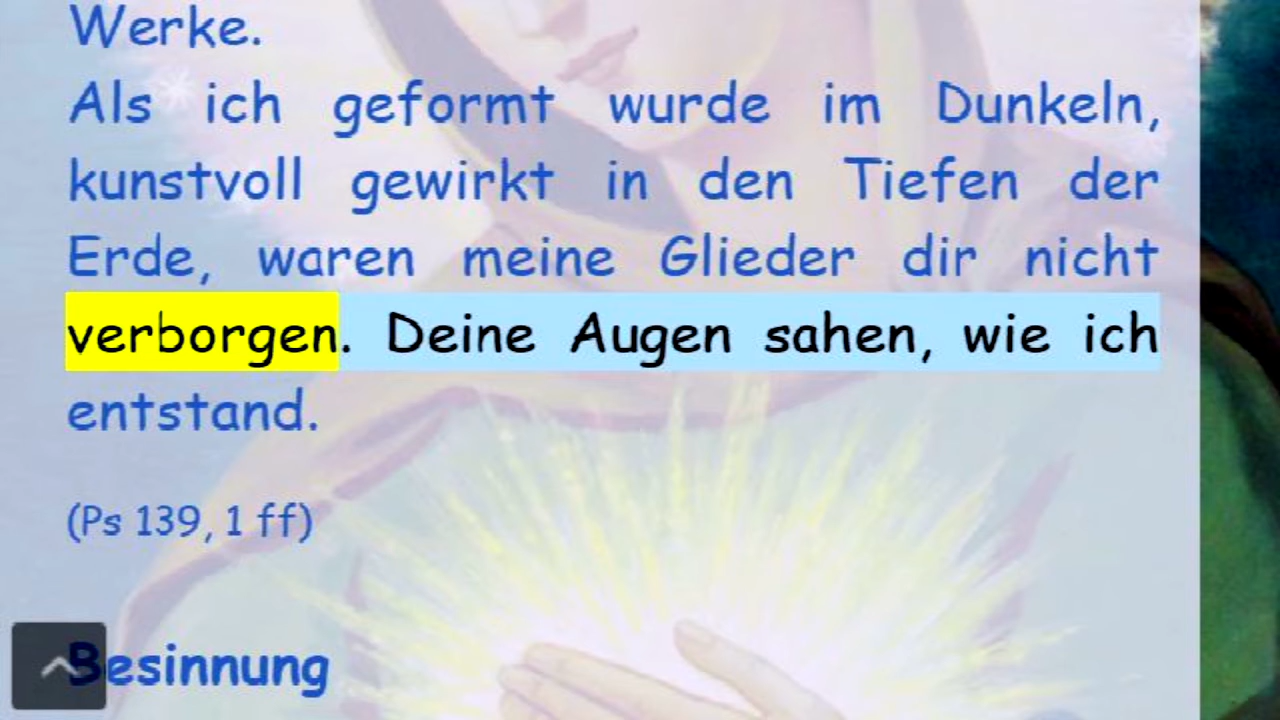 Werke.
Als ich geformt wurde im Dunkeln,
kunstvoll gewirkt in den Tiefen der
Erde, waren meine Glieder dir nicht
verborgen. Deine Augen sahen, wie ich
entstand.
(Ps 139, 1 ff)
Besinnung